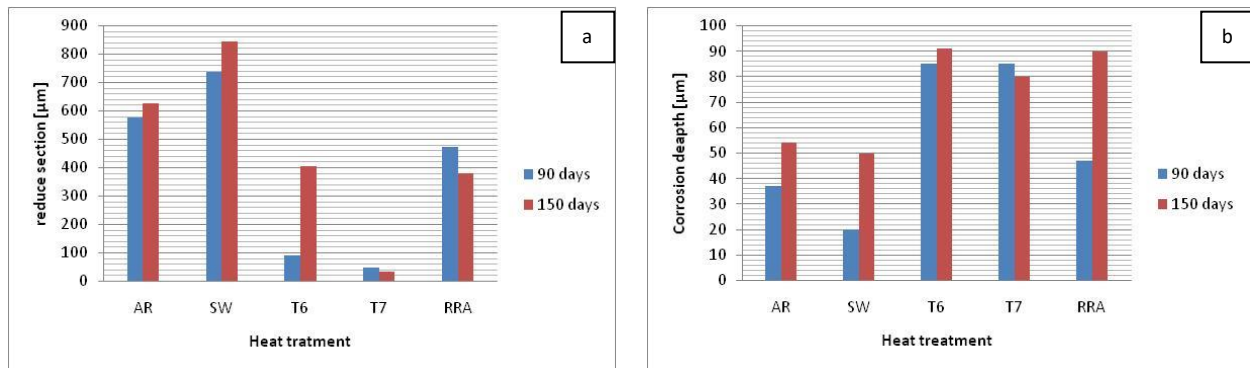 a
reduce section [µm]
900
800
700
600
500
400
300
200
100
0
AR SW T6 T7 RRA
Heat tratment
90 days
150 days
b
Corrosion deapth [µm]
100
90
80
70
60
50
40
30
20
10
0
AR SW T6 T7 RRA
Heat treatment
90 days
150 days